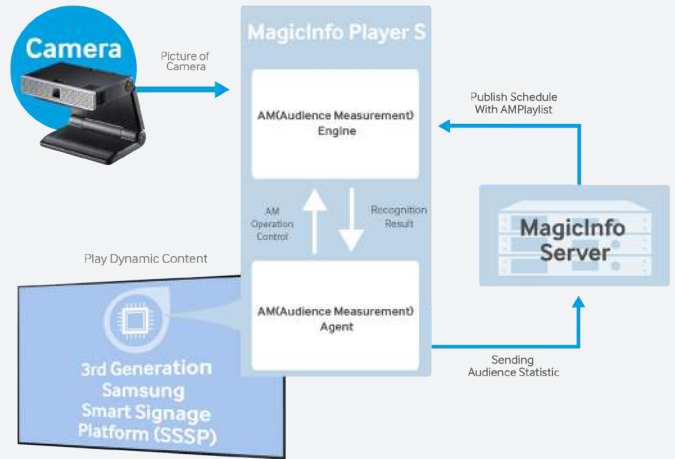 Camera
Picture of
Camera
MagicInfo Player S
AM(Audience Measurement)
Engine
AM
Operation
Control
Recognition
Result
AM(Audience Measurement)
Agent
Publish Schedule
With AMPlaylist
MagicInfo
Server
Sending
Audience Statistic
Play Dynamic Content
3rd Generation
Samsung
Smart Signage
Platform (SSSP)